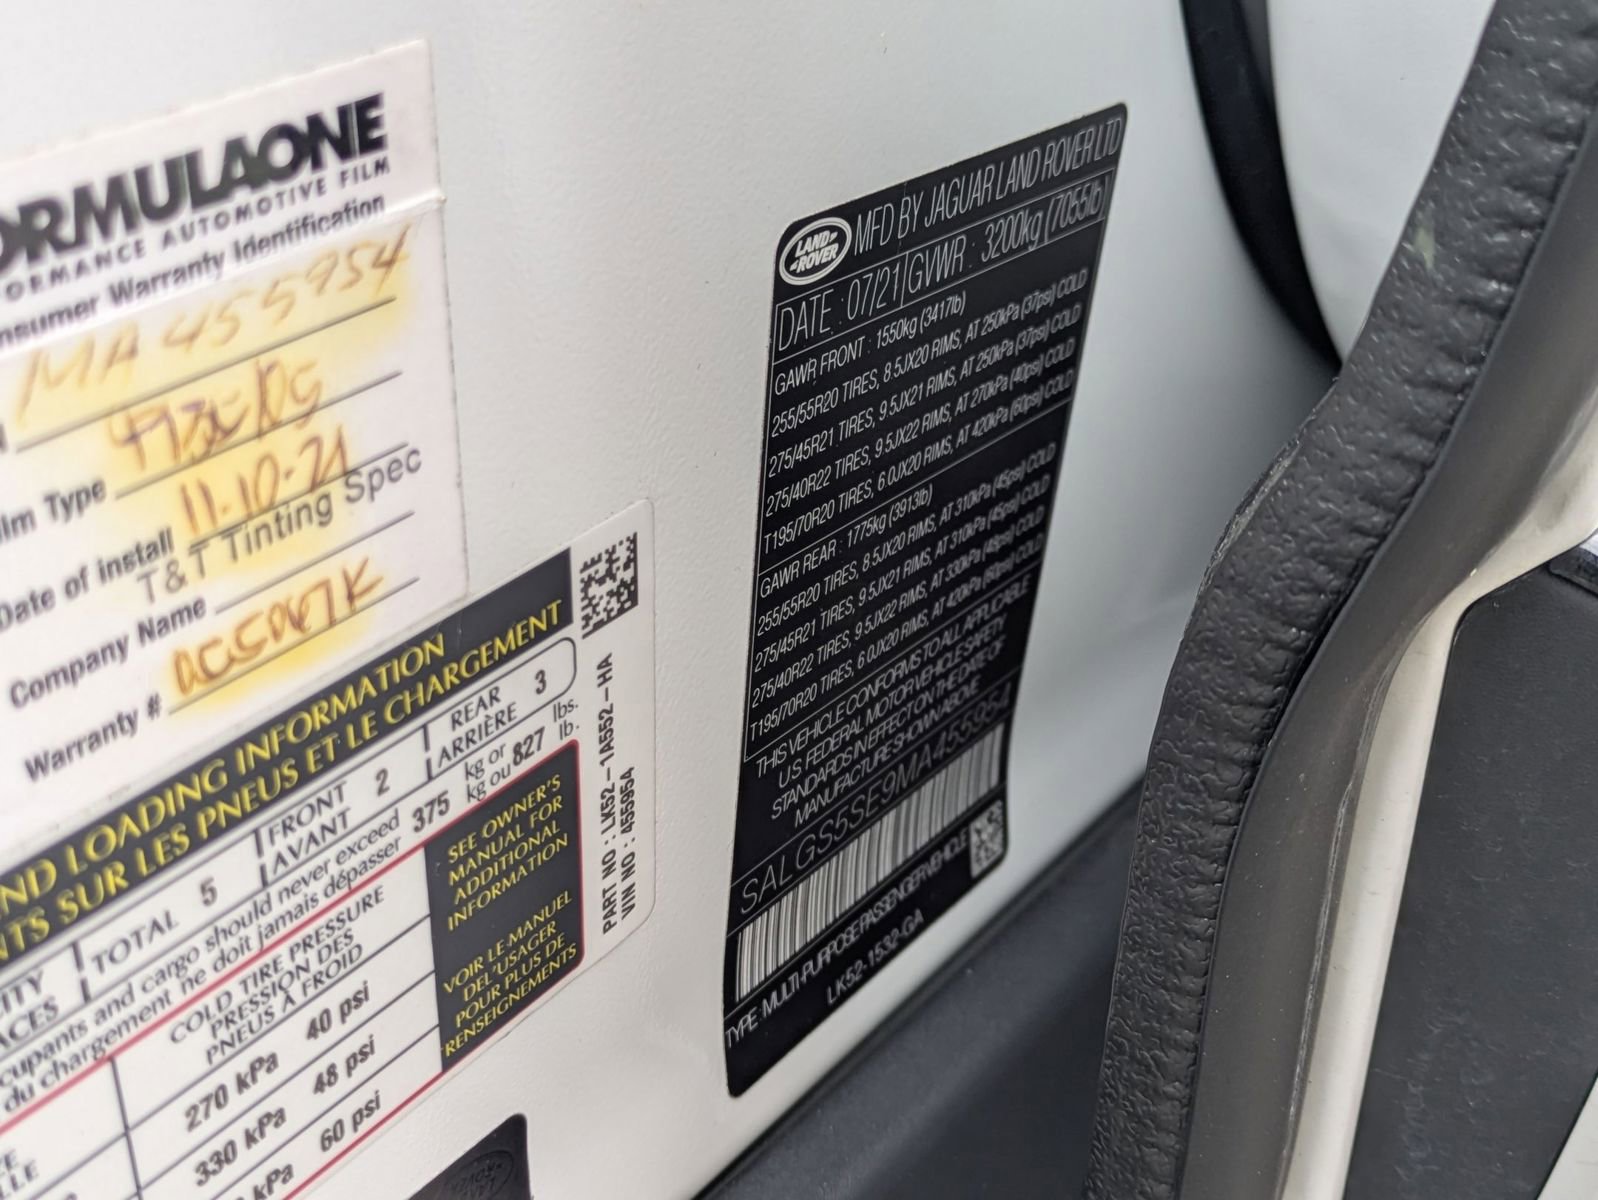 FORMULAONE
AUTOMOTIVE FILM
Warranty Identification
MA455954
Film Type
Date of install 11-10-21
T&T Tinting Spec
Company Name
Warranty #
AND LOADING INFORMATION
SUR LES PNEUS ET LE CHARGEMENT
TOTAL 5
FRONT
AVANT 2
REAR
ARRIÈRE 3
occupants and cargo should never exceed 375 kg or 827 lbs.
du chargement ne doit jamais dépasser kg ou lb.
COLD TIRE PRESSURE
PRESSION DES
PNEUS À FROID
270 kPa 40 psi
330 kPa 48 psi
kPa 60 psi
SEE OWNER'S
MANUAL FOR
ADDITIONAL
INFORMATION
VOIR LE MANUEL
DE L'USAGER
POUR PLUS DE
RENSEIGNEMENTS
PART NO : LK52-1A552-HA
VIN NO : 455954
LAND-
-ROVER
MFD BY JAGUAR LAND ROVER LTD
DATE : 07/21 GVWR : 3200kg (7055lb)
GAWR FRONT : 1550kg (3417lb)
255/55R20 TIRES, 8.5JX20 RIMS, AT 250kPa (37psi) COLD
275/45R21 TIRES, 9.5JX21 RIMS, AT 250kPa (37psi) COLD
275/40R22 TIRES, 9.5JX22 RIMS, AT 270kPa (40psi) COLD
T195/70R20 TIRES, 6.0JX20 RIMS, AT 420kPa (60psi) COLD
GAWR REAR : 1775kg (3913lb)
255/55R20 TIRES, 8.5JX20 RIMS, AT 310kPa (45psi) COLD
275/45R21 TIRES, 9.5JX21 RIMS, AT 310kPa (45psi) COLD
275/40R22 TIRES, 9.5JX22 RIMS, AT 330kPa (48psi) COLD
T195/70R20 TIRES, 6.0JX20 RIMS, AT 420kPa (60psi) COLD
THIS VEHICLE CONFORMS TO ALL APPLICABLE
U.S. FEDERAL MOTOR VEHICLE SAFETY
STANDARDS IN EFFECT ON THE DATE OF
MANUFACTURE SHOWN ABOVE
SALGS5SE9MA455954
TYPE : MULTI-PURPOSE PASSENGER VEHICLE
LK52-1532-GA